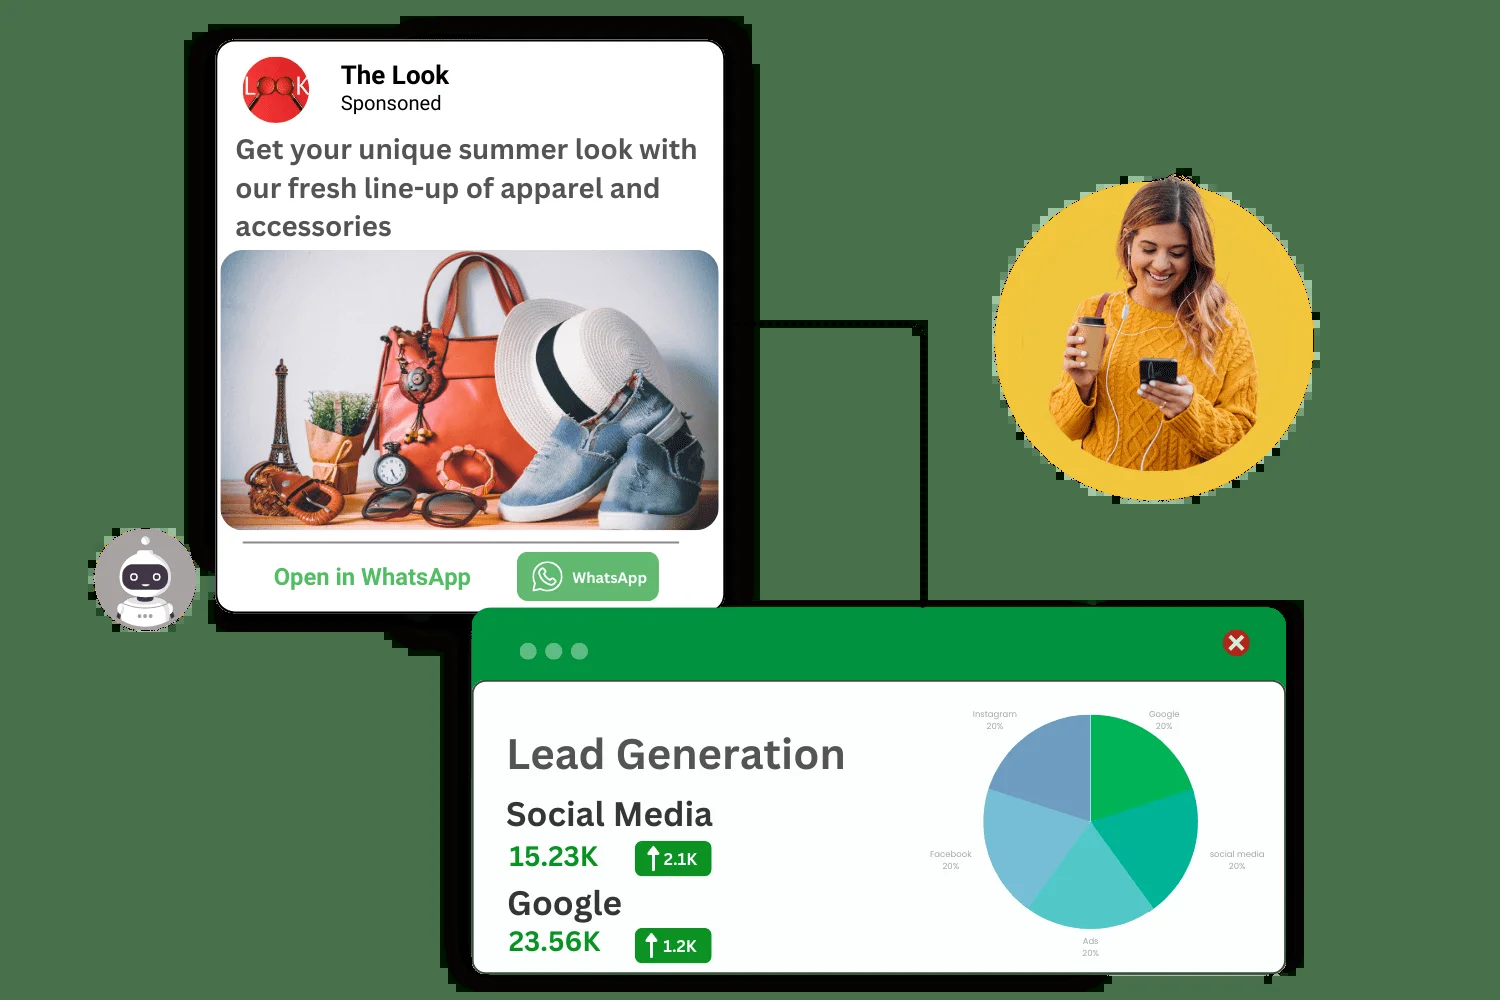 LOOK
The Look
Sponsoned
Get your unique summer look with
our fresh line-up of apparel and
accessories
Open in WhatsApp
WhatsApp
Lead Generation
Social Media
15.23K
2.1K
Google
23.56K
1.2K
Instagram
20%
Google
20%
Facebook
20%
social media
20%
Ads
20%